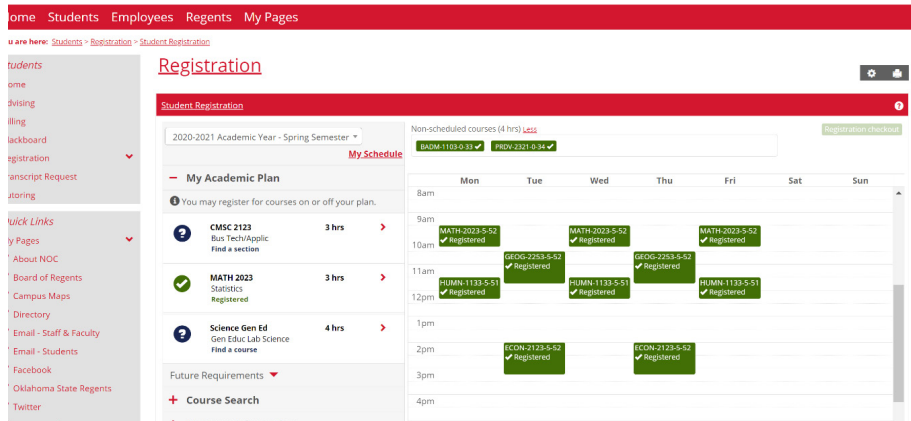 ome Students Employees Regents My Pages
u are here: Students > Registration > Student Registration
tudents
ome
dvising
illing
lackboard
egistration
ranscript Request
utoring
uick Links
y Pages
About NOC
Board of Regents
Campus Maps
Directory
Email - Staff & Faculty
Email - Students
Facebook
Oklahoma State Regents
Twitter
Registration
Student Registration
2020-2021 Academic Year - Spring Semester
My Schedule
− My Academic Plan
You may register for courses on or off your plan.
CMSC 2123 3 hrs
Bus Tech/Applic
Find a section
MATH 2023 3 hrs
Statistics
Registered
Science Gen Ed 4 hrs
Gen Educ Lab Science
Find a course
Future Requirements
+ Course Search
Non-scheduled courses (4 hrs) Less
Registration checkout
BADM-1103-0-33 ✔ PRDV-2321-0-34 ✔
Mon Tue Wed Thu Fri Sat Sun
8am
9am
MATH-2023-5-52 MATH-2023-5-52 MATH-2023-5-52
✔ Registered ✔ Registered ✔ Registered
10am
GEOG-2253-5-52 GEOG-2253-5-52
✔ Registered ✔ Registered
11am
HUMN-1133-5-51 HUMN-1133-5-51 HUMN-1133-5-51
✔ Registered ✔ Registered ✔ Registered
12pm
1pm
2pm
ECON-2123-5-52 ECON-2123-5-52
✔ Registered ✔ Registered
3pm
4pm